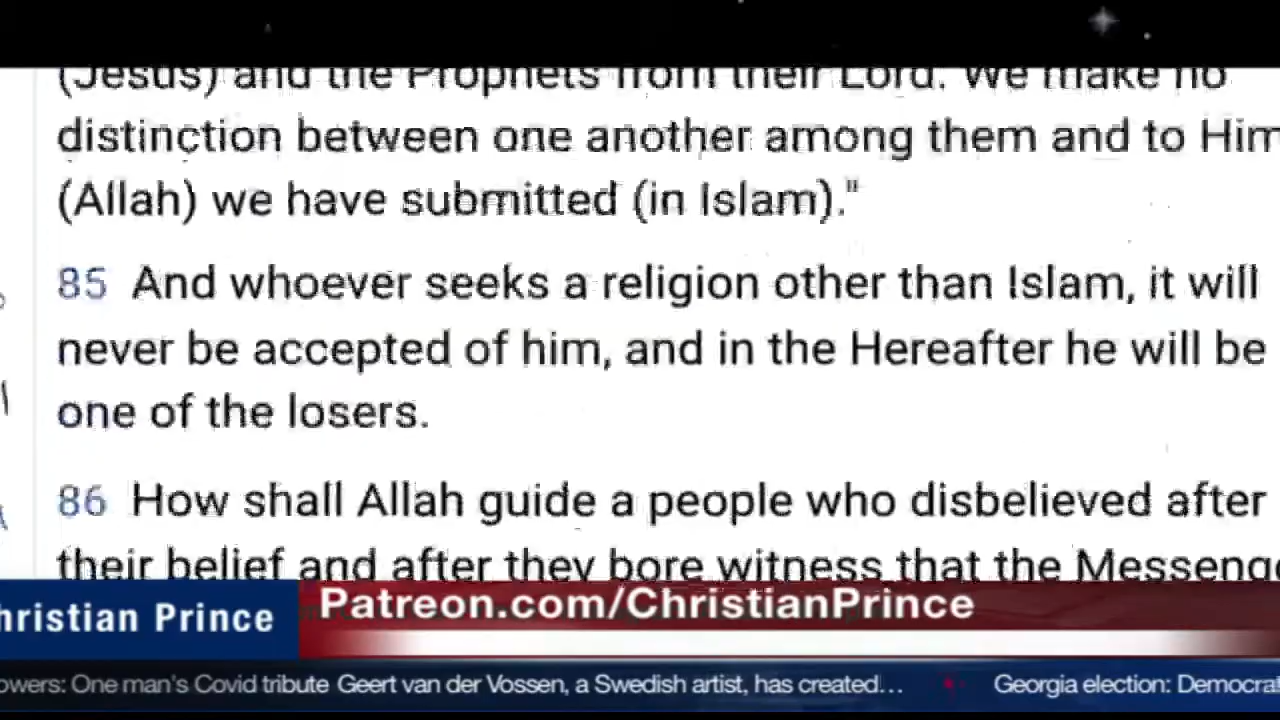 (Jesus) and the Prophets from their Lord. We make no
distinction between one another among them and to Him
(Allah) we have submitted (in Islam)."
85 And whoever seeks a religion other than Islam, it will
never be accepted of him, and in the Hereafter he will be
one of the losers.
86 How shall Allah guide a people who disbelieved after
their belief and after they bore witness that the Messeng
hristian Prince
Patreon.com/ChristianPrince
owers: One man's Covid tribute Geert van der Vossen, a Swedish artist, has created...
Georgia election: Democrat